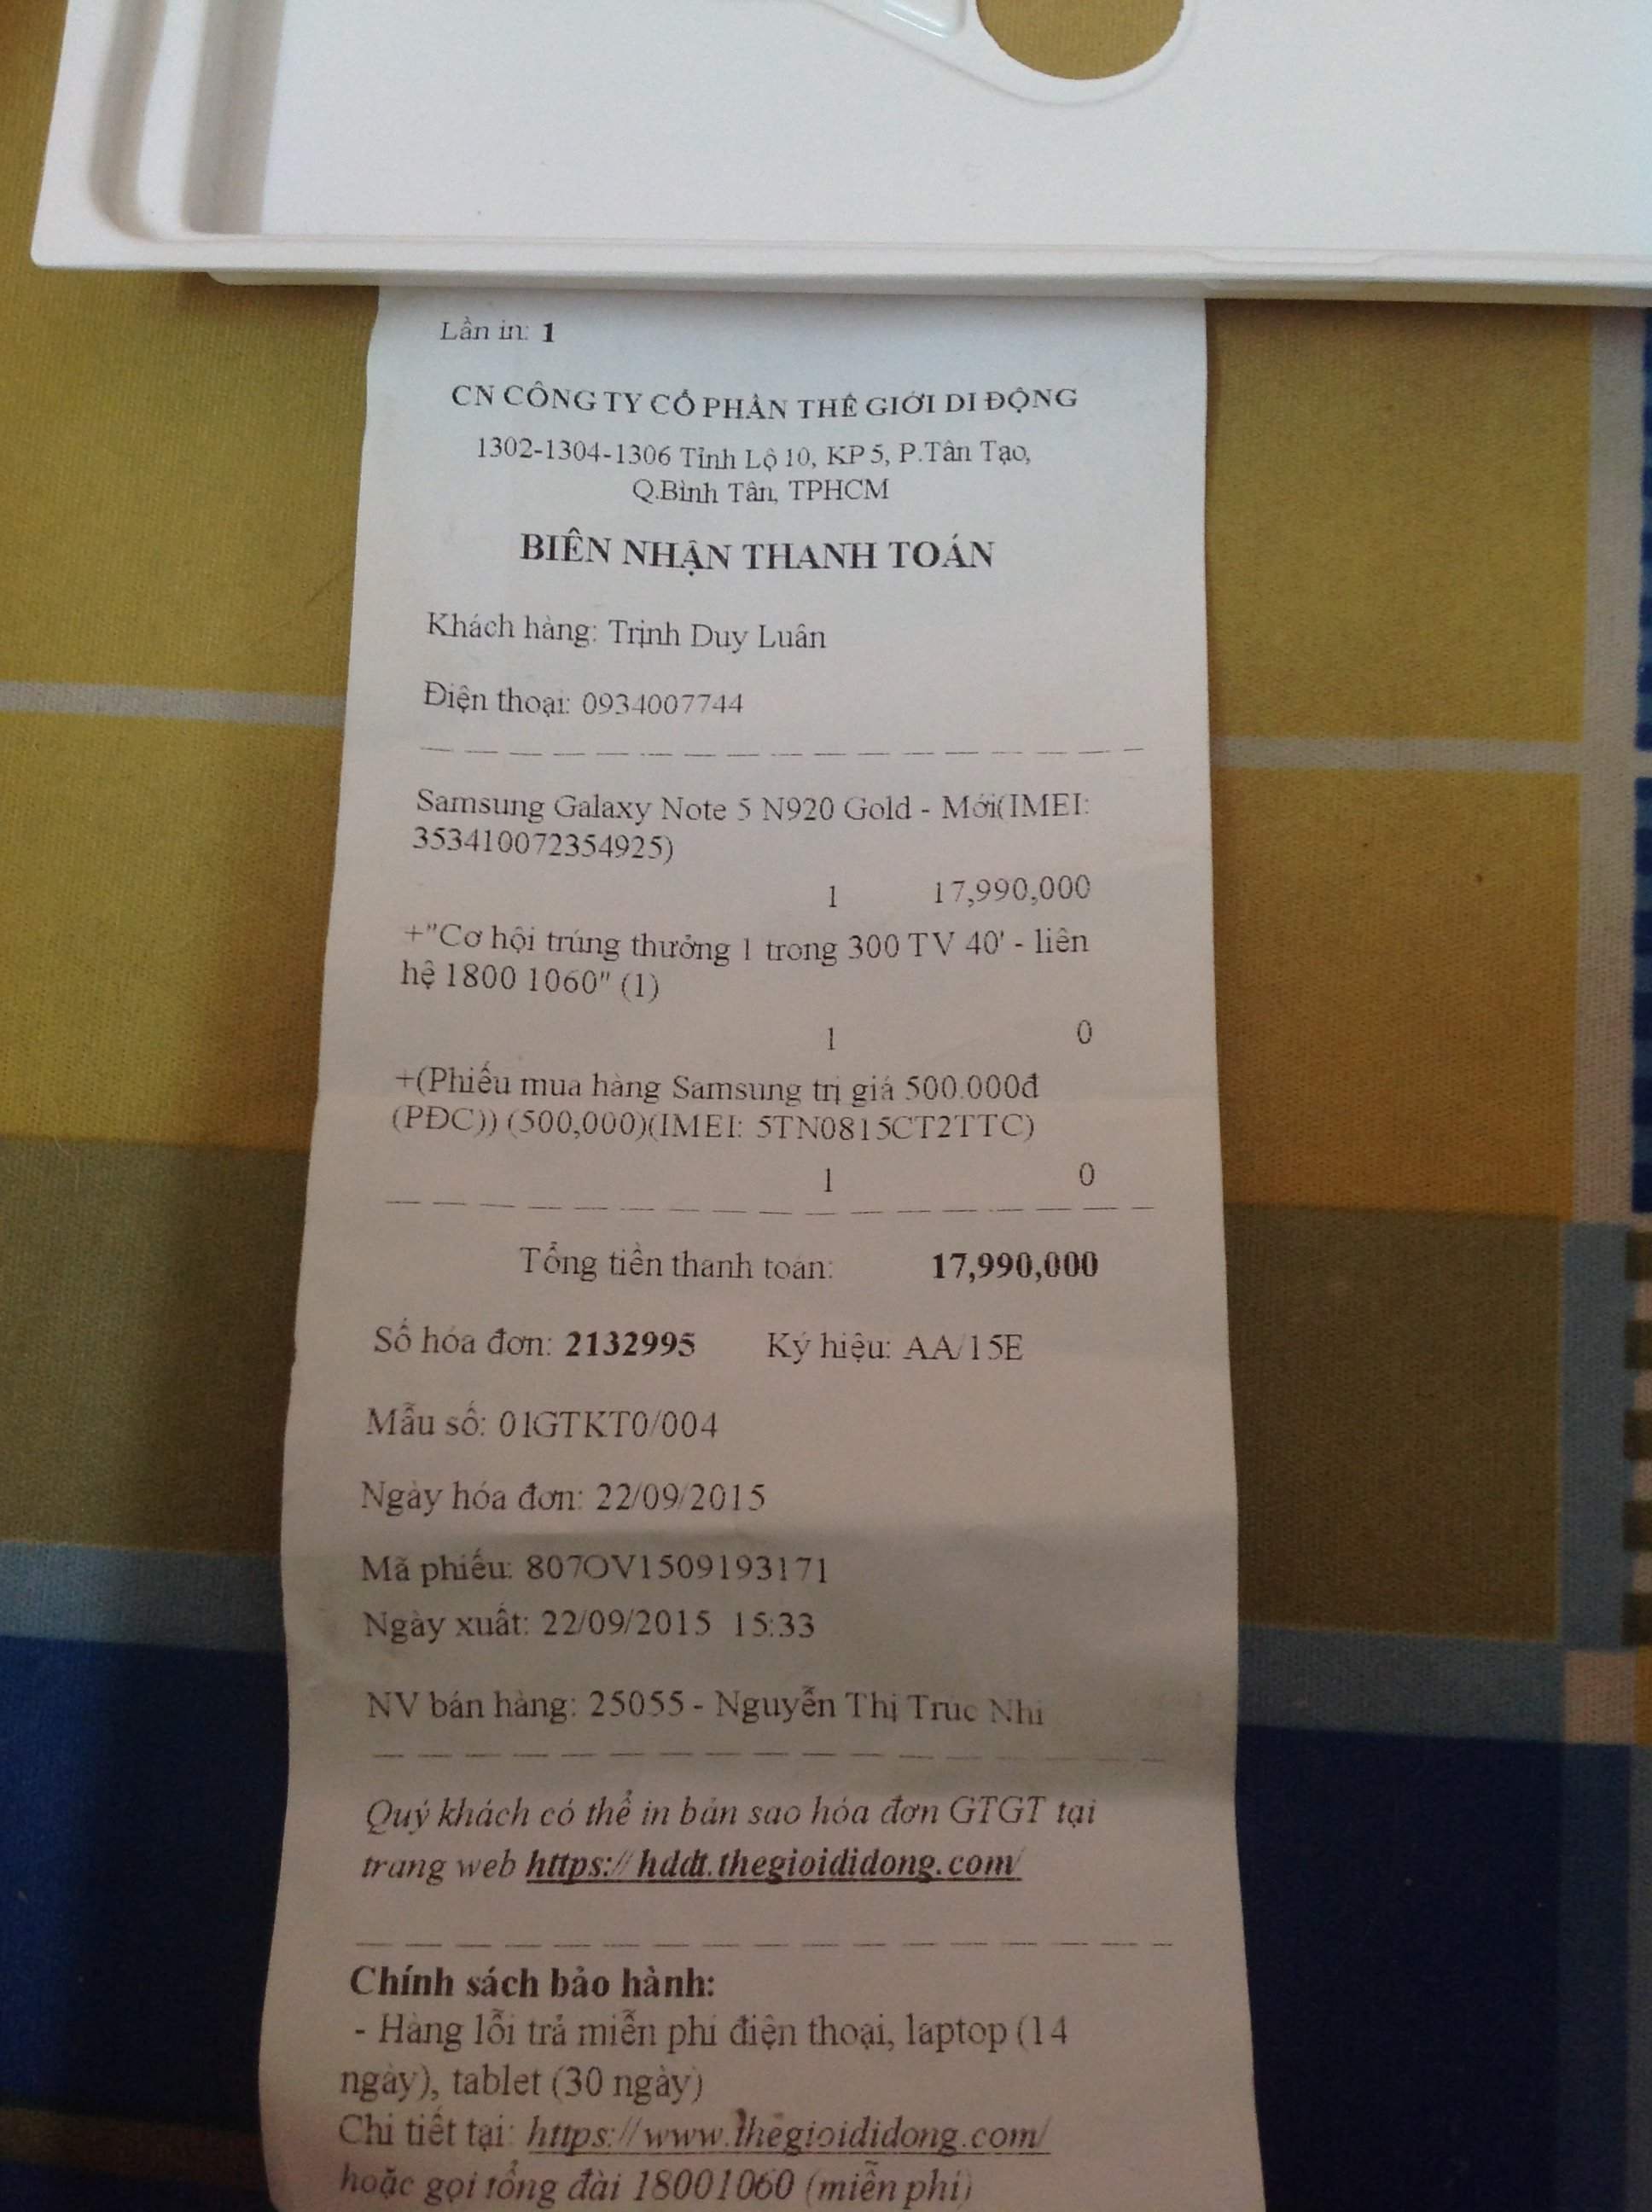 Lần in: 1
CN CÔNG TY CỔ PHẦN THẾ GIỚI DI ĐỘNG
1302-1304-1306 Tỉnh Lộ 10, KP 5, P.Tân Tạo,
Q.Bình Tân, TPHCM
BIÊN NHẬN THANH TOÁN
Khách hàng: Trịnh Duy Luân
Điện thoại: 0934007744
Samsung Galaxy Note 5 N920 Gold - Mới(IMEI:
353410072354925)
1 17,990,000
+"Cơ hội trúng thưởng 1 trong 300 TV 40' - liên
hệ 1800 1060" (1)
1 0
+(Phiếu mua hàng Samsung trị giá 500.000đ
(PĐC)) (500,000)(IMEI: 5TN0815CT2TTC)
1 0
Tổng tiền thanh toán: 17,990,000
Số hóa đơn: 2132995 Ký hiệu: AA/15E
Mẫu số: 01GTKT0/004
Ngày hóa đơn: 22/09/2015
Mã phiếu: 807OV1509193171
Ngày xuất: 22/09/2015 15:33
NV bán hàng: 25055 - Nguyễn Thị Trúc Nhi
Quý khách có thể in bản sao hóa đơn GTGT tại
trang web https://hddt.thegioididong.com/
Chính sách bảo hành:
- Hàng lỗi trả miễn phí điện thoại, laptop (14
ngày), tablet (30 ngày)
Chi tiết tại: https://www.thegioididong.com/
hoặc gọi tổng đài 18001060 (miễn phí)